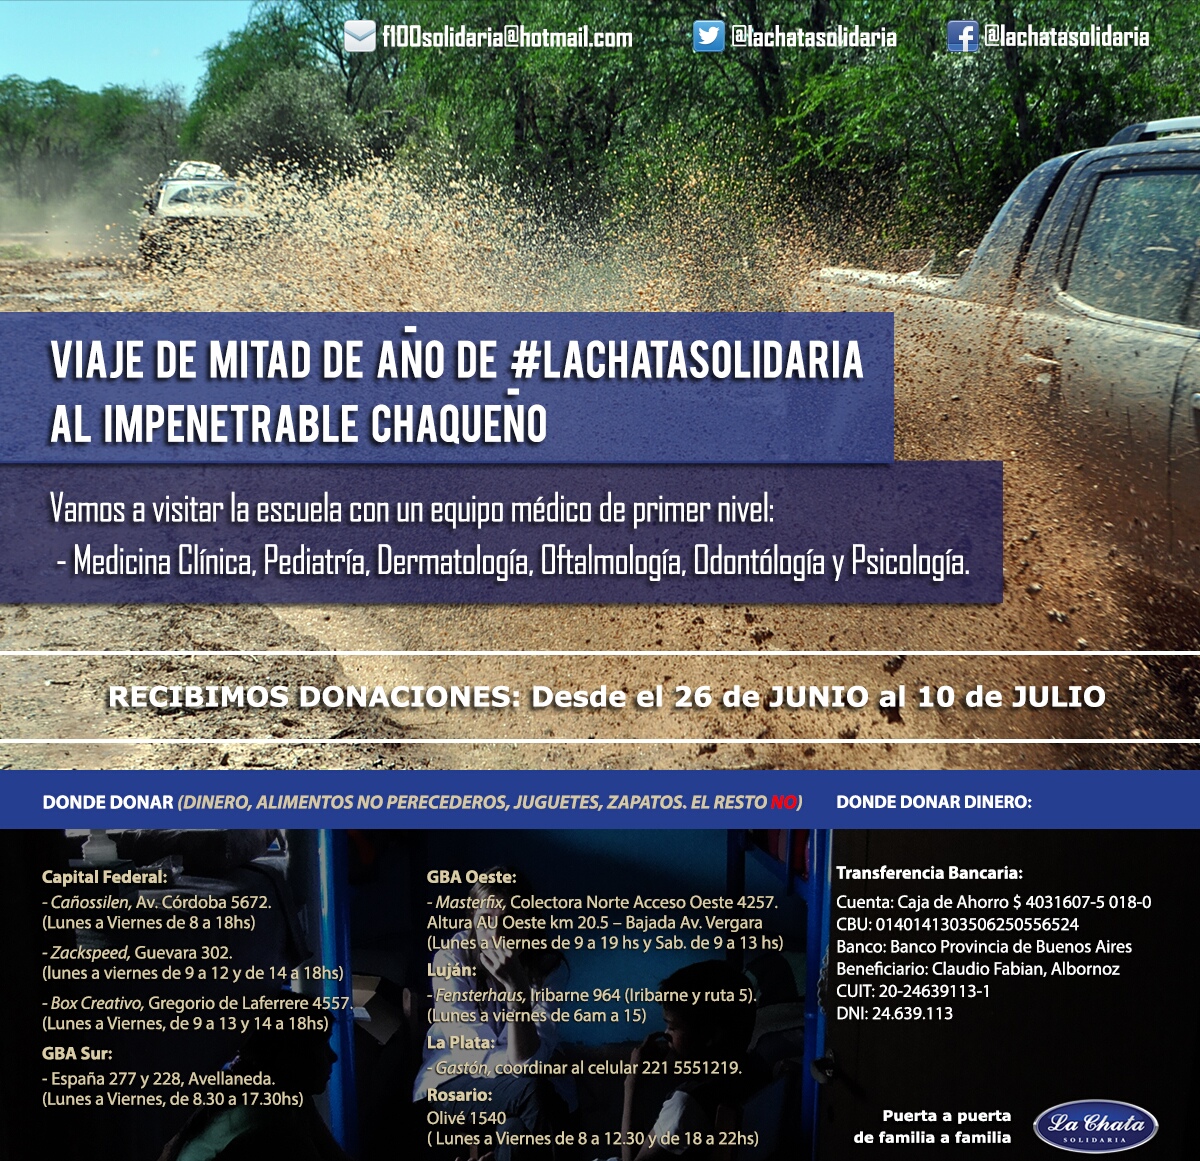 f100solidaria@hotmail.com @lachatasolidaria @lachatasolidaria
VIAJE DE MITAD DE AÑO DE #LACHATASOLIDARIA
AL IMPENETRABLE CHAQUEÑO
Vamos a visitar la escuela con un equipo médico de primer nivel:
- Medicina Clínica, Pediatría, Dermatología, Oftalmología, Odontólogía y Psicología.
RECIBIMOS DONACIONES: Desde el 26 de JUNIO al 10 de JULIO
DONDE DONAR (DINERO, ALIMENTOS NO PERECEDEROS, JUGUETES, ZAPATOS. EL RESTO NO)
Capital Federal:
- Cañossilen, Av. Córdoba 5672.
(Lunes a Viernes de 8 a 18hs)
- Zackspeed, Guevara 302.
(lunes a viernes de 9 a 12 y de 14 a 18hs)
- Box Creativo, Gregorio de Laferrere 4557.
(Lunes a Viernes, de 9 a 13 y 14 a 18hs)
GBA Sur:
- España 277 y 228, Avellaneda.
(Lunes a Viernes, de 8.30 a 17.30hs)
GBA Oeste:
- Masterfix, Colectora Norte Acceso Oeste 4257.
Altura AU Oeste km 20.5 – Bajada Av. Vergara
(Lunes a Viernes de 9 a 19 hs y Sab. de 9 a 13 hs)
Luján:
- Fensterhaus, Iribarne 964 (Iribarne y ruta 5).
(Lunes a viernes de 6am a 15)
La Plata:
- Gastón, coordinar al celular 221 5551219.
Rosario:
Olivé 1540
( Lunes a Viernes de 8 a 12.30 y de 18 a 22hs)
DONDE DONAR DINERO:
Transferencia Bancaria:
Cuenta: Caja de Ahorro $ 4031607-5 018-0
CBU: 0140141303506250556524
Banco: Banco Provincia de Buenos Aires
Beneficiario: Claudio Fabian, Albornoz
CUIT: 20-24639113-1
DNI: 24.639.113
Puerta a puerta
de familia a familia
La Chata
SOLIDARIA